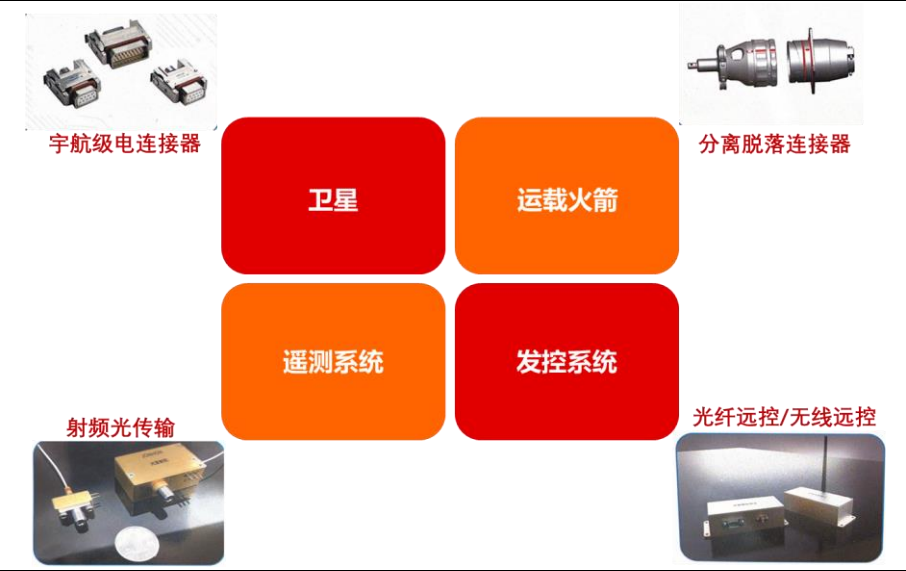 宇航级电连接器
分离脱落连接器
卫星
运载火箭
遥测系统
发控系统
射频光传输
光纤远控/无线远控